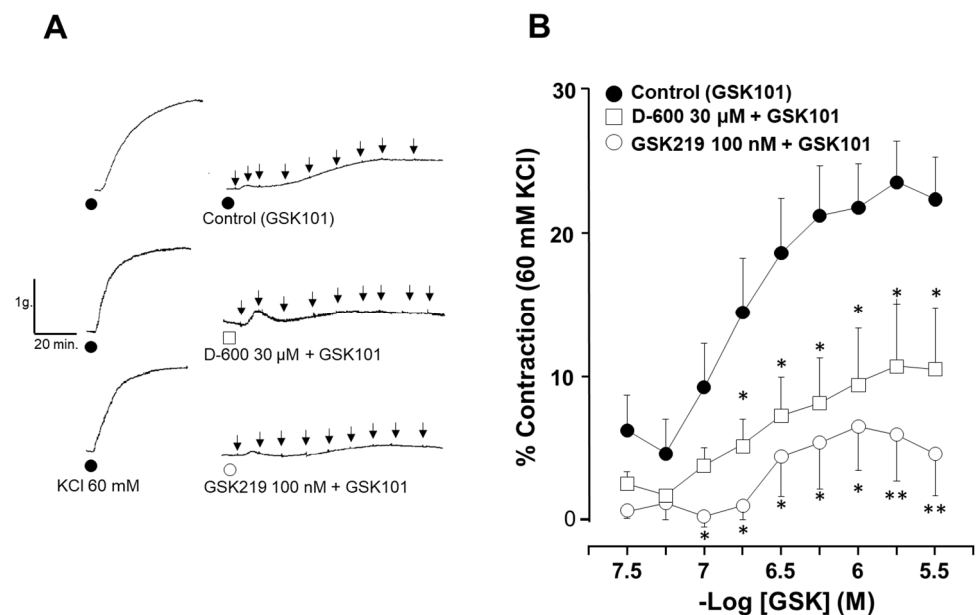 A
Control (GSK101)
1g.
20 min.
D-600 30 µM + GSK101
KCl 60 mM
GSK219 100 nM + GSK101
B
% Contraction (60 mM KCl)
30
20
10
0
Control (GSK101)
D-600 30 µM + GSK101
GSK219 100 nM + GSK101
* * * * * *
* * * * * ** **
7.5 7 6.5 6 5.5
-Log [GSK] (M)